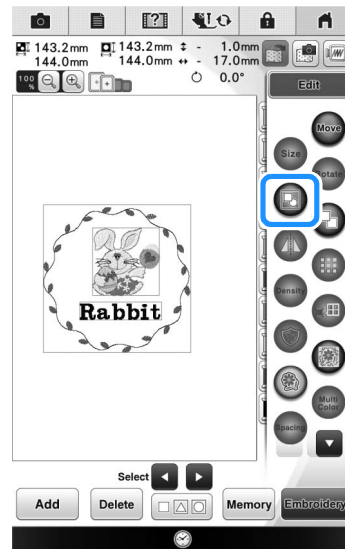 143.2mm 143.2mm - 1.0mm
144.0mm 144.0mm - 17.0mm
100 % 0.0°
Edit
Move
Size
Rotate
Density
Multi Color
Spacing
Rabbit
Select
Add Delete Memory Embroidery